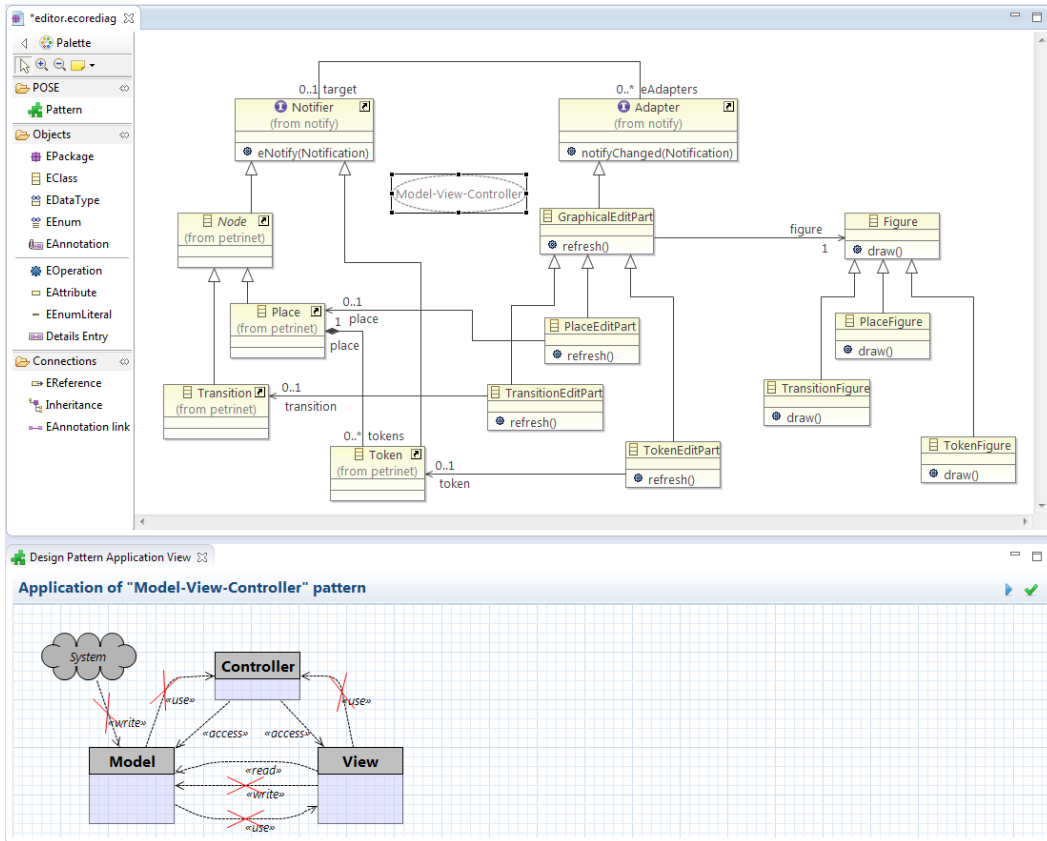 *editor.ecorediag
Palette
POSE
Pattern
Objects
EPackage
EClass
EDataType
EEnum
EAnnotation
EOperation
EAttribute
EEnumLiteral
Details Entry
Connections
EReference
Inheritance
EAnnotation link
0..1 target
0..* eAdapters
Notifier
(from notify)
eNotify(Notification)
Adapter
(from notify)
notifyChanged(Notification)
Model-View-Controller
Node
(from petrinet)
GraphicalEditPart
refresh()
figure
1
Figure
draw()
Place
(from petrinet)
0..1
place
1
place
PlaceEditPart
refresh()
PlaceFigure
draw()
Transition
(from petrinet)
0..1
transition
TransitionEditPart
refresh()
TransitionFigure
draw()
0..* tokens
Token
(from petrinet)
0..1
token
TokenEditPart
refresh()
TokenFigure
draw()
Design Pattern Application View
Application of "Model-View-Controller" pattern
System
Controller
«use»
«use»
«write»
«access»
«access»
Model
View
«read»
«write»
«use»